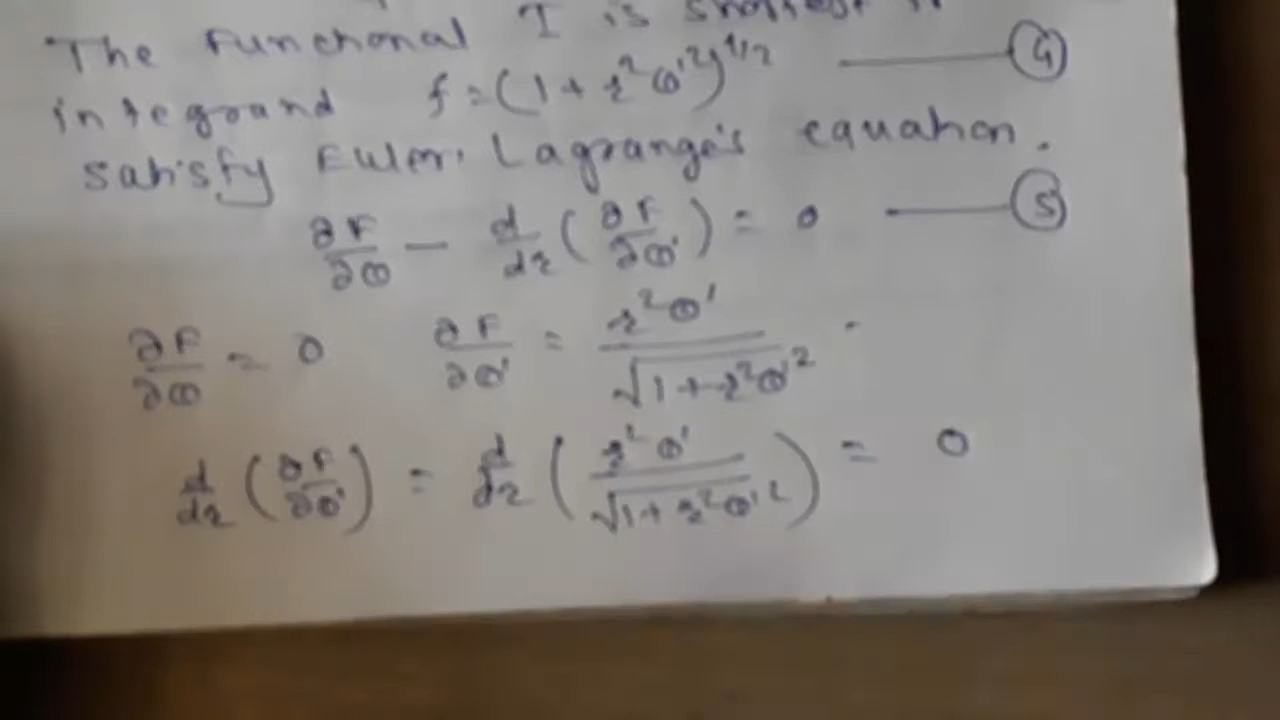 The Functional I is shortest if
integrand f = (1 + r²θ'²)^1/2 ——— (4)
satisfy Euler. Lagrange's equation.
∂F/∂θ − d/dr (∂F/∂θ') = 0 ——— (5)
∂F/∂θ = 0 ∂F/∂θ' = r²θ' / √1 + r²θ'² .
d/dr (∂F/∂θ') = d/dr (r²θ' / √1 + r²θ'²) = 0